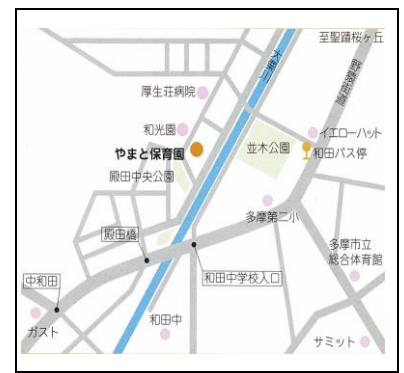 至聖蹟桜ヶ丘
野猿街道
大栗川
厚生荘病院
和光園
イエローハット
やまと保育園
並木公園
和田バス停
殿田中央公園
多摩第二小
殿田橋
多摩市立
総合体育館
中和田
和田中学校入口
ガスト
和田中
サミット